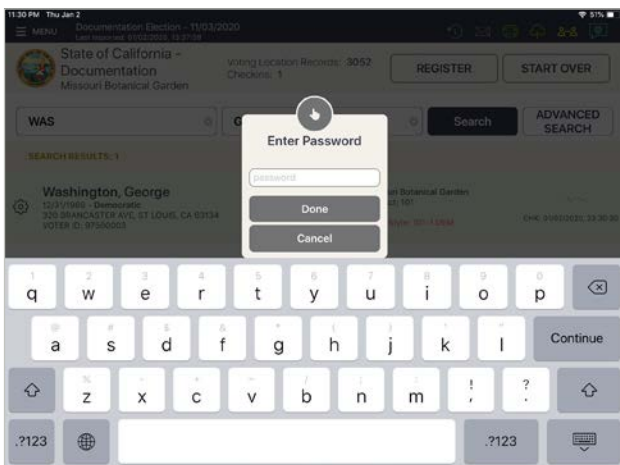 11:30 PM Thu Jan 2
51%
MENU
Documentation Election - 11/03/2020
State of California -
Documentation
Missouri Botanical Garden
Voting Location Records: 3052
Checkins: 1
REGISTER
START OVER
WAS
Search
ADVANCED
SEARCH
SEARCH RESULTS: 1
Enter Password
password
Done
Cancel
Washington, George
12/31/1969 - Democratic
320 BRANCASTER AVE, ST LOUIS, CA 63134
VOTER ID: 97560003
Botanical Garden
q w e r t y u i o p
a s d f g h j k l Continue
z x c v b n m ! , ? .
.?123 .?123